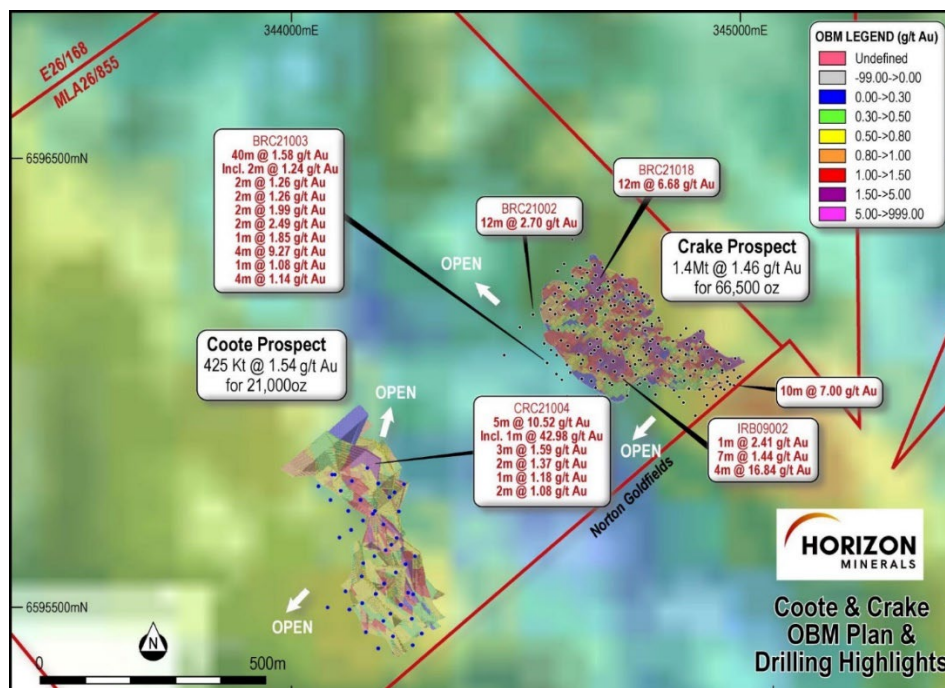 344000mE
345000mE
E26/168
MLA26/855
6596500mN
OBM LEGEND (g/t Au)
Undefined
-99.00->0.00
0.00->0.30
0.30->0.50
0.50->0.80
0.80->1.00
1.00->1.50
1.50->5.00
5.00->999.00
BRC21003
40m @ 1.58 g/t Au
Incl. 2m @ 1.24 g/t Au
2m @ 1.26 g/t Au
2m @ 1.26 g/t Au
2m @ 1.99 g/t Au
2m @ 2.49 g/t Au
1m @ 1.85 g/t Au
4m @ 9.27 g/t Au
1m @ 1.08 g/t Au
4m @ 1.14 g/t Au
BRC21018
12m @ 6.68 g/t Au
BRC21002
12m @ 2.70 g/t Au
Crake Prospect
1.4Mt @ 1.46 g/t Au
for 66,500 oz
OPEN
Coote Prospect
425 Kt @ 1.54 g/t Au
for 21,000oz
OPEN
CRC21004
5m @ 10.52 g/t Au
Incl. 1m @ 42.98 g/t Au
3m @ 1.59 g/t Au
2m @ 1.37 g/t Au
1m @ 1.18 g/t Au
2m @ 1.08 g/t Au
OPEN
10m @ 7.00 g/t Au
IRB09002
1m @ 2.41 g/t Au
7m @ 1.44 g/t Au
4m @ 16.84 g/t Au
Norton Goldfields
HORIZON
MINERALS
6595500mN
OPEN
N
0
500m
Coote & Crake
OBM Plan &
Drilling Highlights